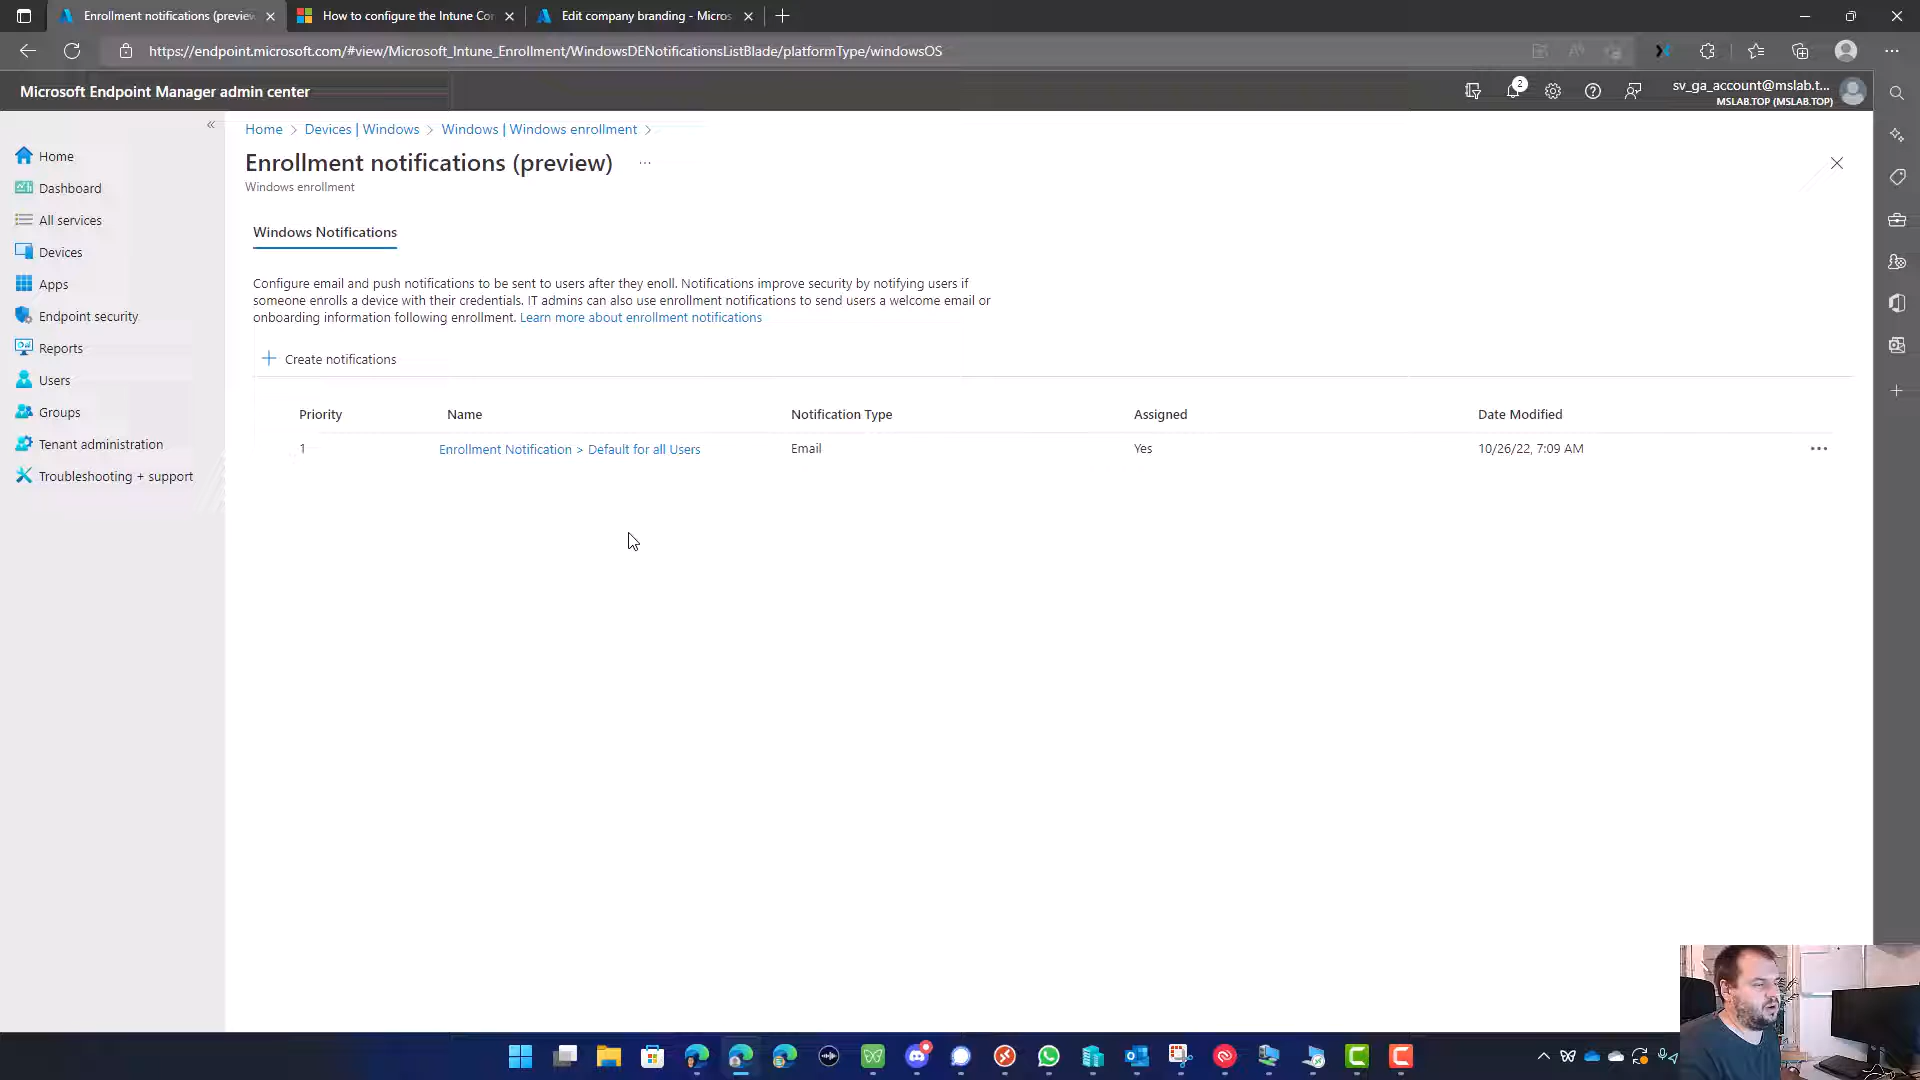 Enrollment notifications (preview
How to configure the Intune Co
Edit company branding - Micros
https://endpoint.microsoft.com/#view/Microsoft_Intune_Enrollment/WindowsDENotificationsListBlade/platformType/windowsOS
Microsoft Endpoint Manager admin center
2
sv_ga_account@mslab.t...
MSLAB.TOP (MSLAB.TOP)
Home > Devices | Windows > Windows | Windows enrollment >
Enrollment notifications (preview) ...
Windows enrollment
Home
Dashboard
All services
Devices
Apps
Endpoint security
Reports
Users
Groups
Tenant administration
Troubleshooting + support
Windows Notifications
Configure email and push notifications to be sent to users after they enroll. Notifications improve security by notifying users if
someone enrolls a device with their credentials. IT admins can also use enrollment notifications to send users a welcome email or
onboarding information following enrollment. Learn more about enrollment notifications
Create notifications
Priority Name Notification Type Assigned Date Modified
1 Enrollment Notification > Default for all Users Email Yes 10/26/22, 7:09 AM